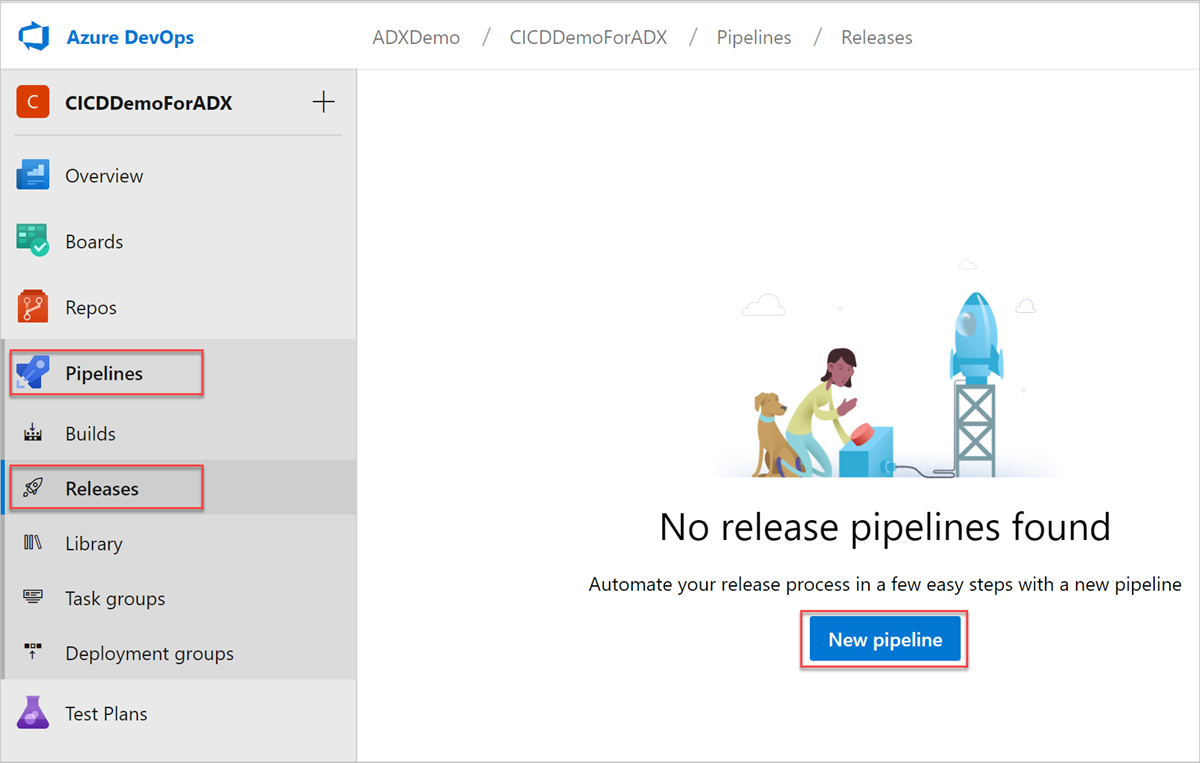 Azure DevOps
ADXDemo / CICDDemoForADX / Pipelines / Releases
C CICDDemoForADX +
Overview
Boards
Repos
Pipelines
Builds
Releases
Library
Task groups
Deployment groups
Test Plans
No release pipelines found
Automate your release process in a few easy steps with a new pipeline
New pipeline